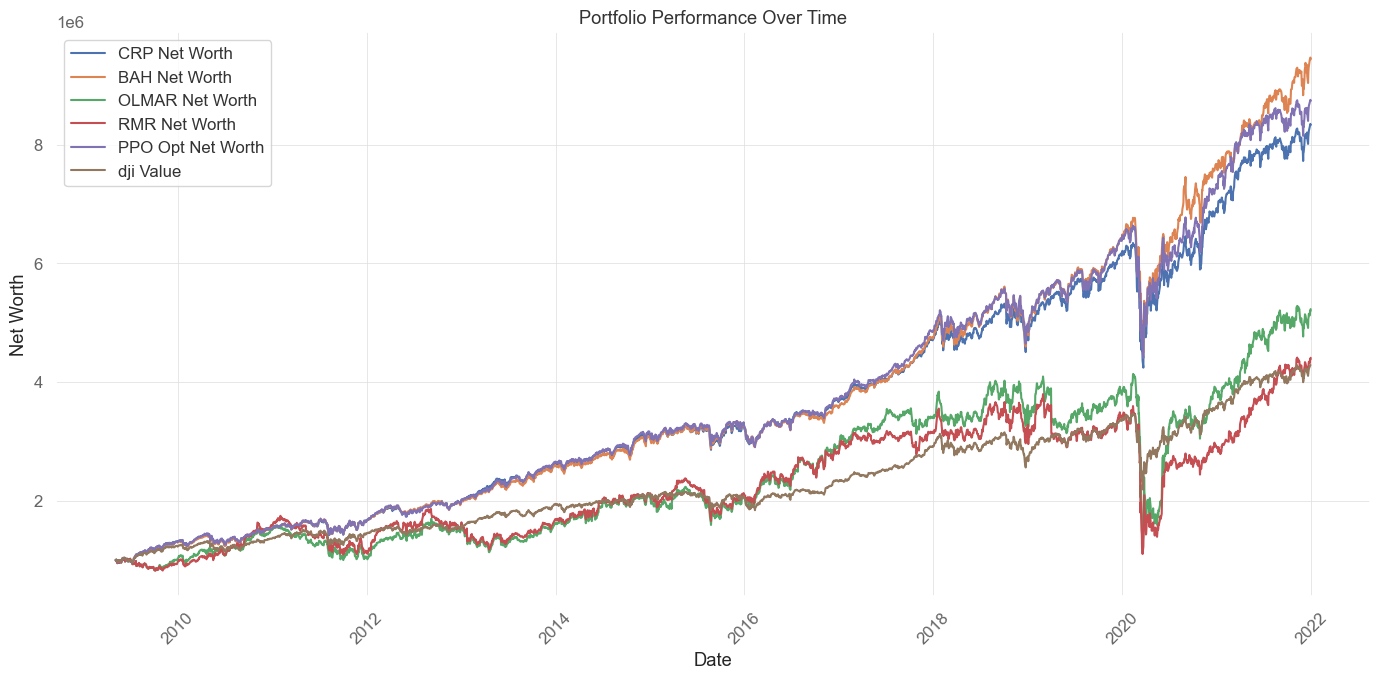 Portfolio Performance Over Time
1e6
CRP Net Worth
BAH Net Worth
OLMAR Net Worth
RMR Net Worth
PPO Opt Net Worth
dji Value
Net Worth
8
6
4
2
2010
2012
2014
2016
2018
2020
2022
Date